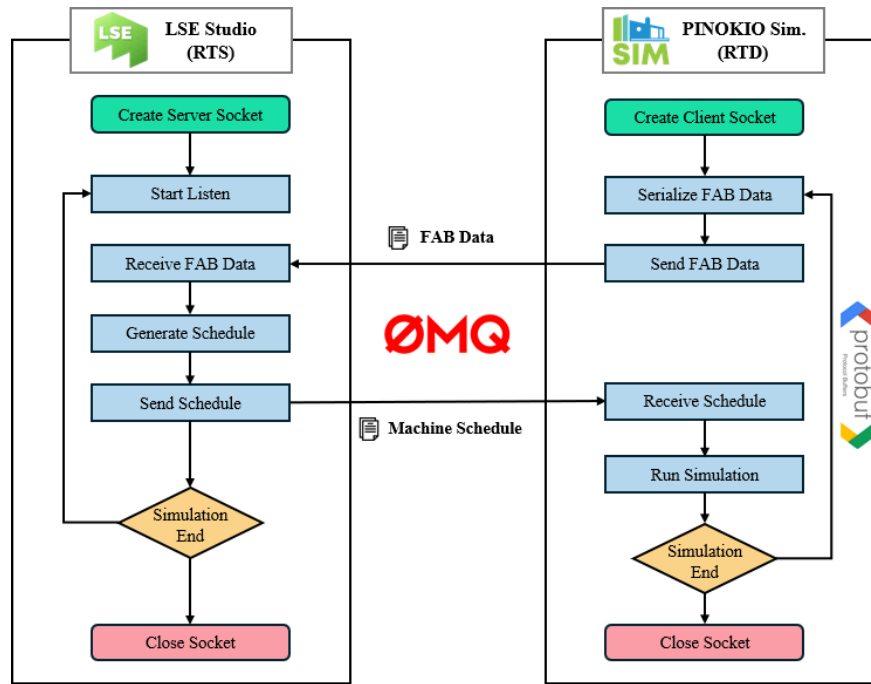 LSE
LSE Studio
(RTS)
Create Server Socket
Start Listen
Receive FAB Data
Generate Schedule
Send Schedule
Simulation
End
Close Socket
FAB Data
ØMQ
Machine Schedule
SIM
PINOKIO Sim.
(RTD)
Create Client Socket
Serialize FAB Data
Send FAB Data
Receive Schedule
Run Simulation
Simulation
End
Close Socket
protobuf
Protocol Buffers